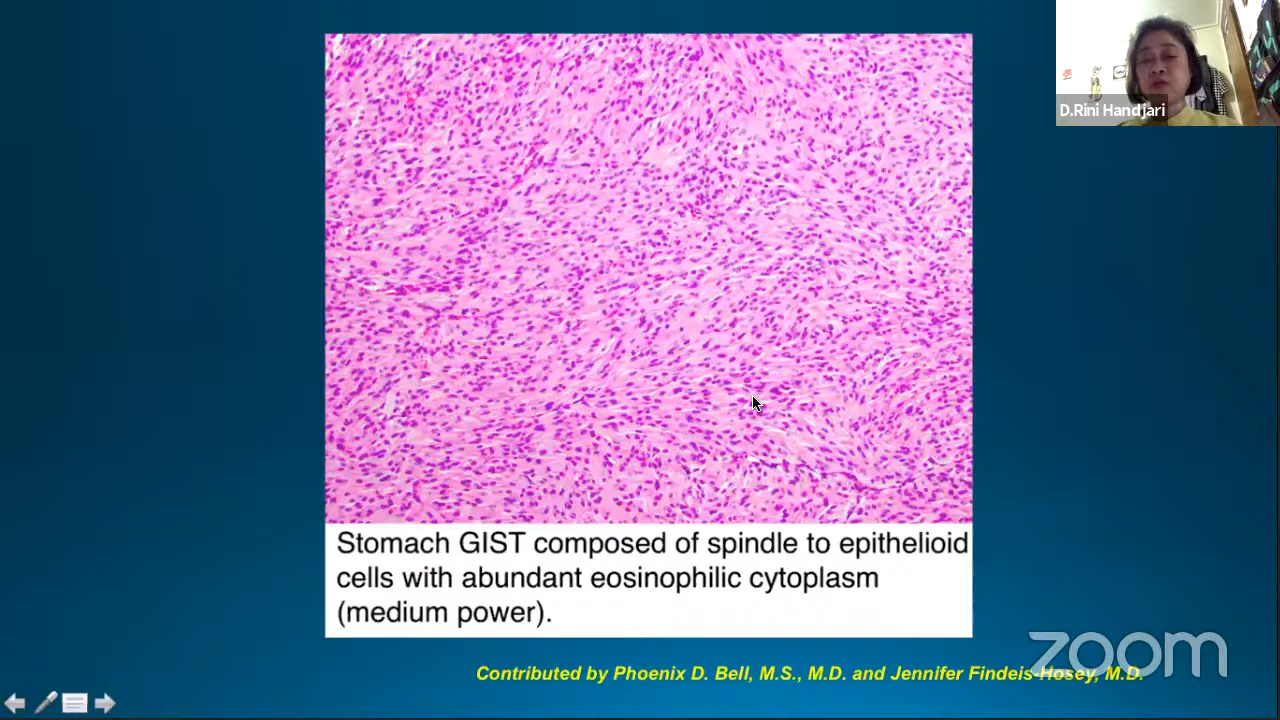 D.Rini Handjari
Stomach GIST composed of spindle to epithelioid
cells with abundant eosinophilic cytoplasm
(medium power).
zoom
Contributed by Phoenix D. Bell, M.S., M.D. and Jennifer Findeis-Hosey, M.D.